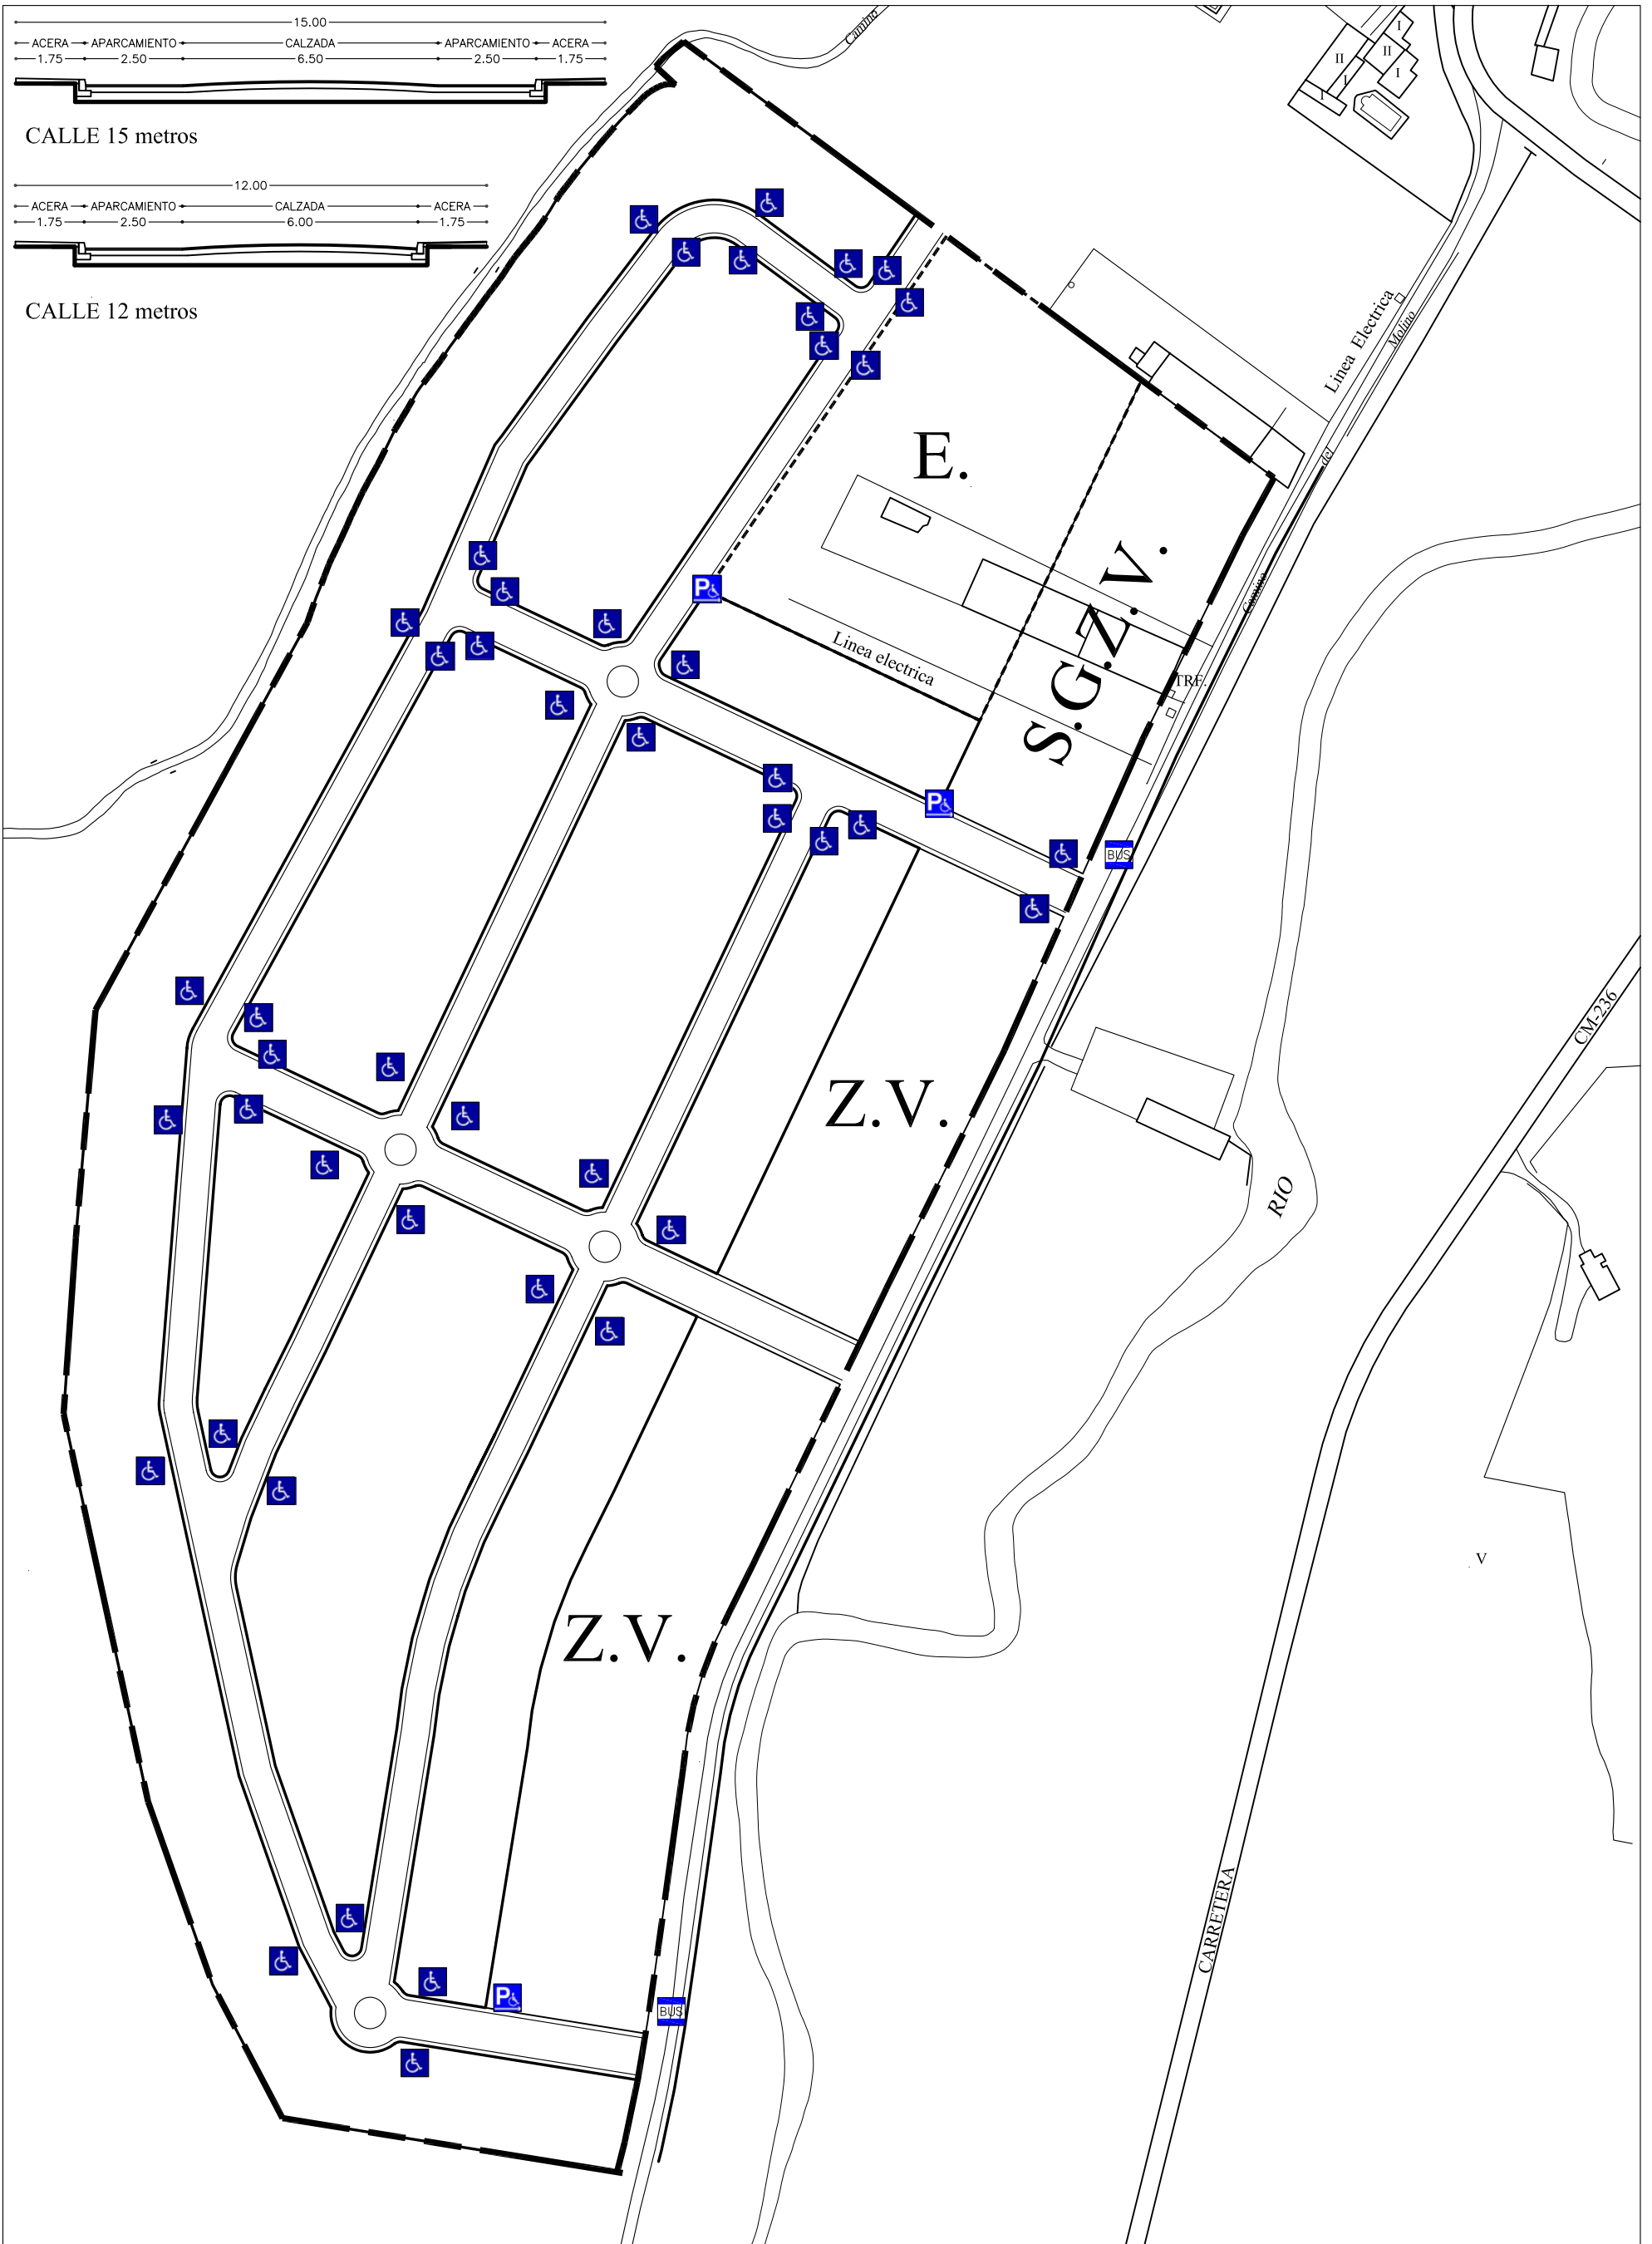 15.00
ACERA APARCAMIENTO CALZADA APARCAMIENTO ACERA
1.75 2.50 6.50 2.50 1.75
CALLE 15 metros
12.00
ACERA APARCAMIENTO CALZADA ACERA
1.75 2.50 6.00 1.75
CALLE 12 metros
Camino
I
II
II
I
I
I
Linea Electrica
Molino
del
Camino
E.
S.G.Z.V.
Linea electrica
TRF.
P
P
BUS
CM-236
Z.V.
RIO
V
Z.V.
CARRETERA
P
BUS